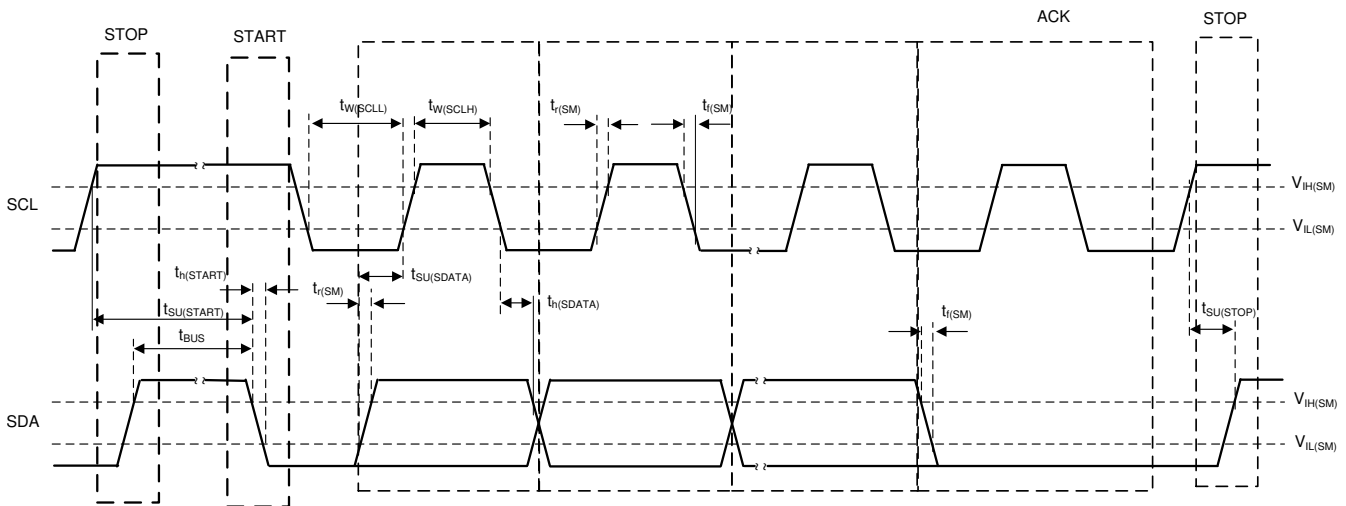 ACK
STOP START STOP
tW(SCLL) tW(SCLH) tr(SM) tf(SM)
VIH(SM)
SCL
VIL(SM)
th(START) tr(SM) tSU(SDATA)
th(SDATA)
tSU(START) tf(SM) tSU(STOP)
tBUS
VIH(SM)
SDA
VIL(SM)